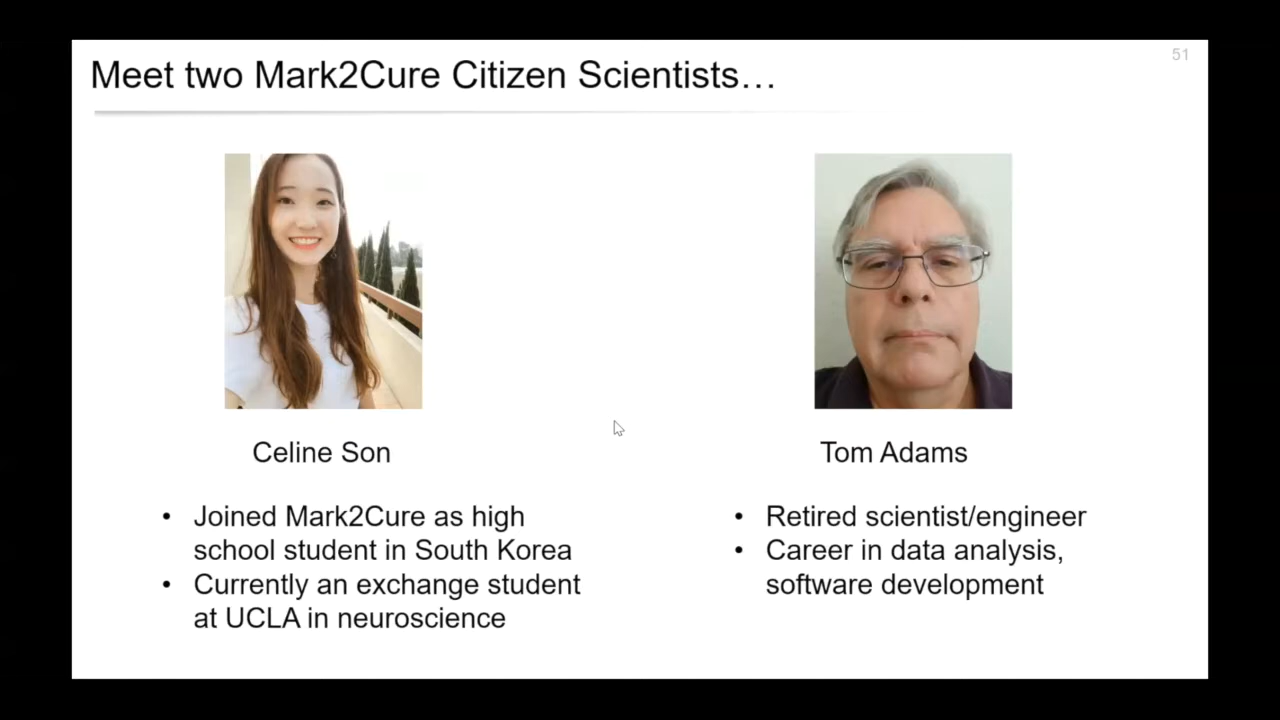 51
Meet two Mark2Cure Citizen Scientists…
Celine Son
• Joined Mark2Cure as high
school student in South Korea
• Currently an exchange student
at UCLA in neuroscience
Tom Adams
• Retired scientist/engineer
• Career in data analysis,
software development